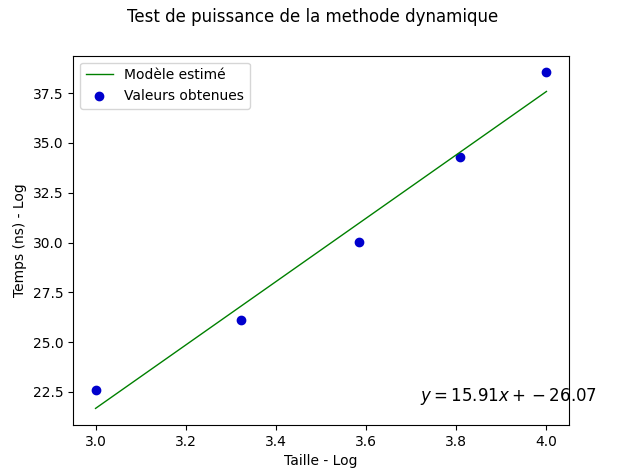 Test de puissance de la methode dynamique
Modèle estimé
Valeurs obtenues
Temps (ns) - Log
37.5
35.0
32.5
30.0
27.5
25.0
22.5
y = 15.91x + −26.07
3.0 3.2 3.4 3.6 3.8 4.0
Taille - Log